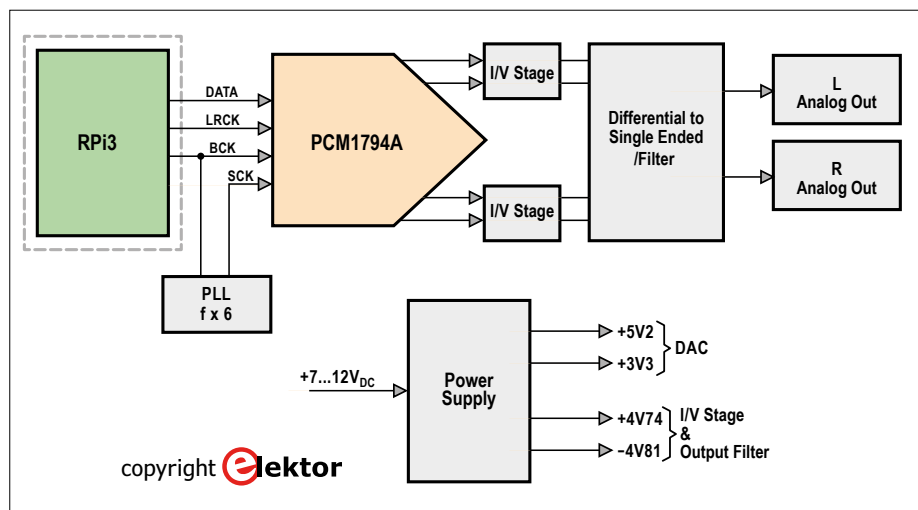 RPi3
DATA
LRCK
BCK
SCK
PLL
f x 6
PCM1794A
I/V Stage
I/V Stage
Differential to
Single Ended
/Filter
L
Analog Out
R
Analog Out
+7...12VDC
Power
Supply
+5V2
+3V3
DAC
+4V74
−4V81
I/V Stage
&
Output Filter
copyright elektor